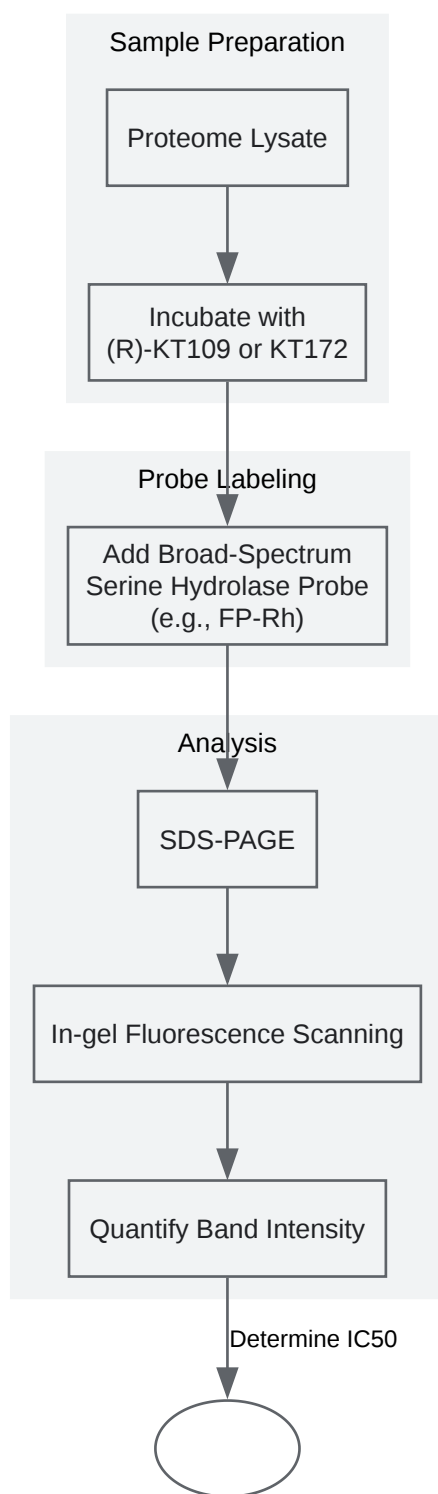 Sample Preparation
Proteome Lysate
Incubate with
(R)-KT109 or KT172
Probe Labeling
Add Broad-Spectrum
Serine Hydrolase Probe
(e.g., FP-Rh)
Analysis
SDS-PAGE
In-gel Fluorescence Scanning
Quantify Band Intensity
Determine IC50